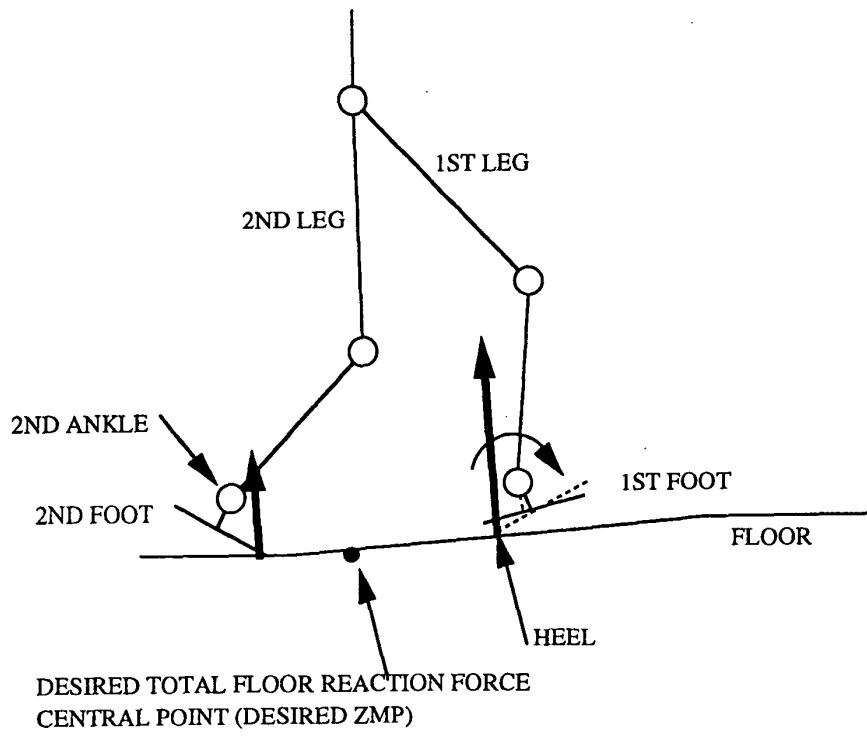 1ST LEG
2ND LEG
2ND ANKLE
1ST FOOT
2ND FOOT
FLOOR
HEEL
DESIRED TOTAL FLOOR REACTION FORCE
CENTRAL POINT (DESIRED ZMP)